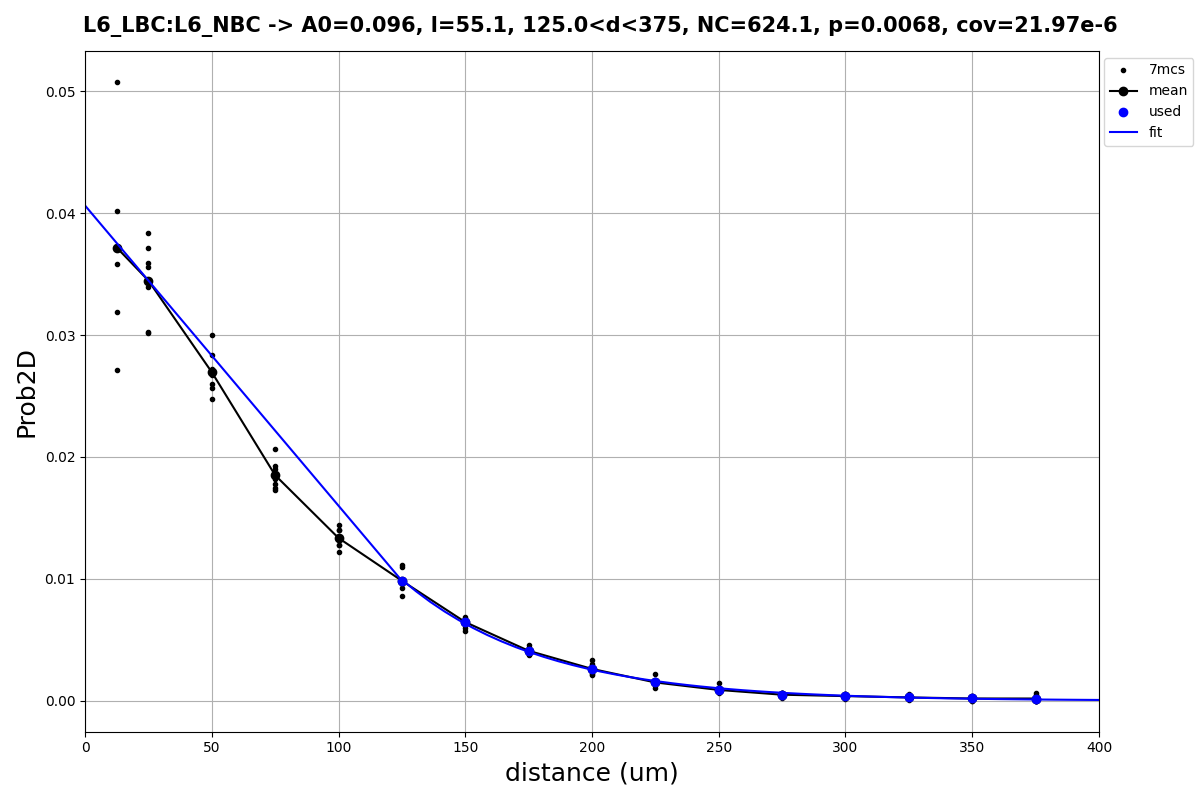 L6_LBC:L6_NBC -> A0=0.096, l=55.1, 125.0<d<375, NC=624.1, p=0.0068, cov=21.97e-6
7mcs
mean
used
fit
0.05
0.04
0.03
0.02
0.01
0.00
Prob2D
0 50 100 150 200 250 300 350 400
distance (um)